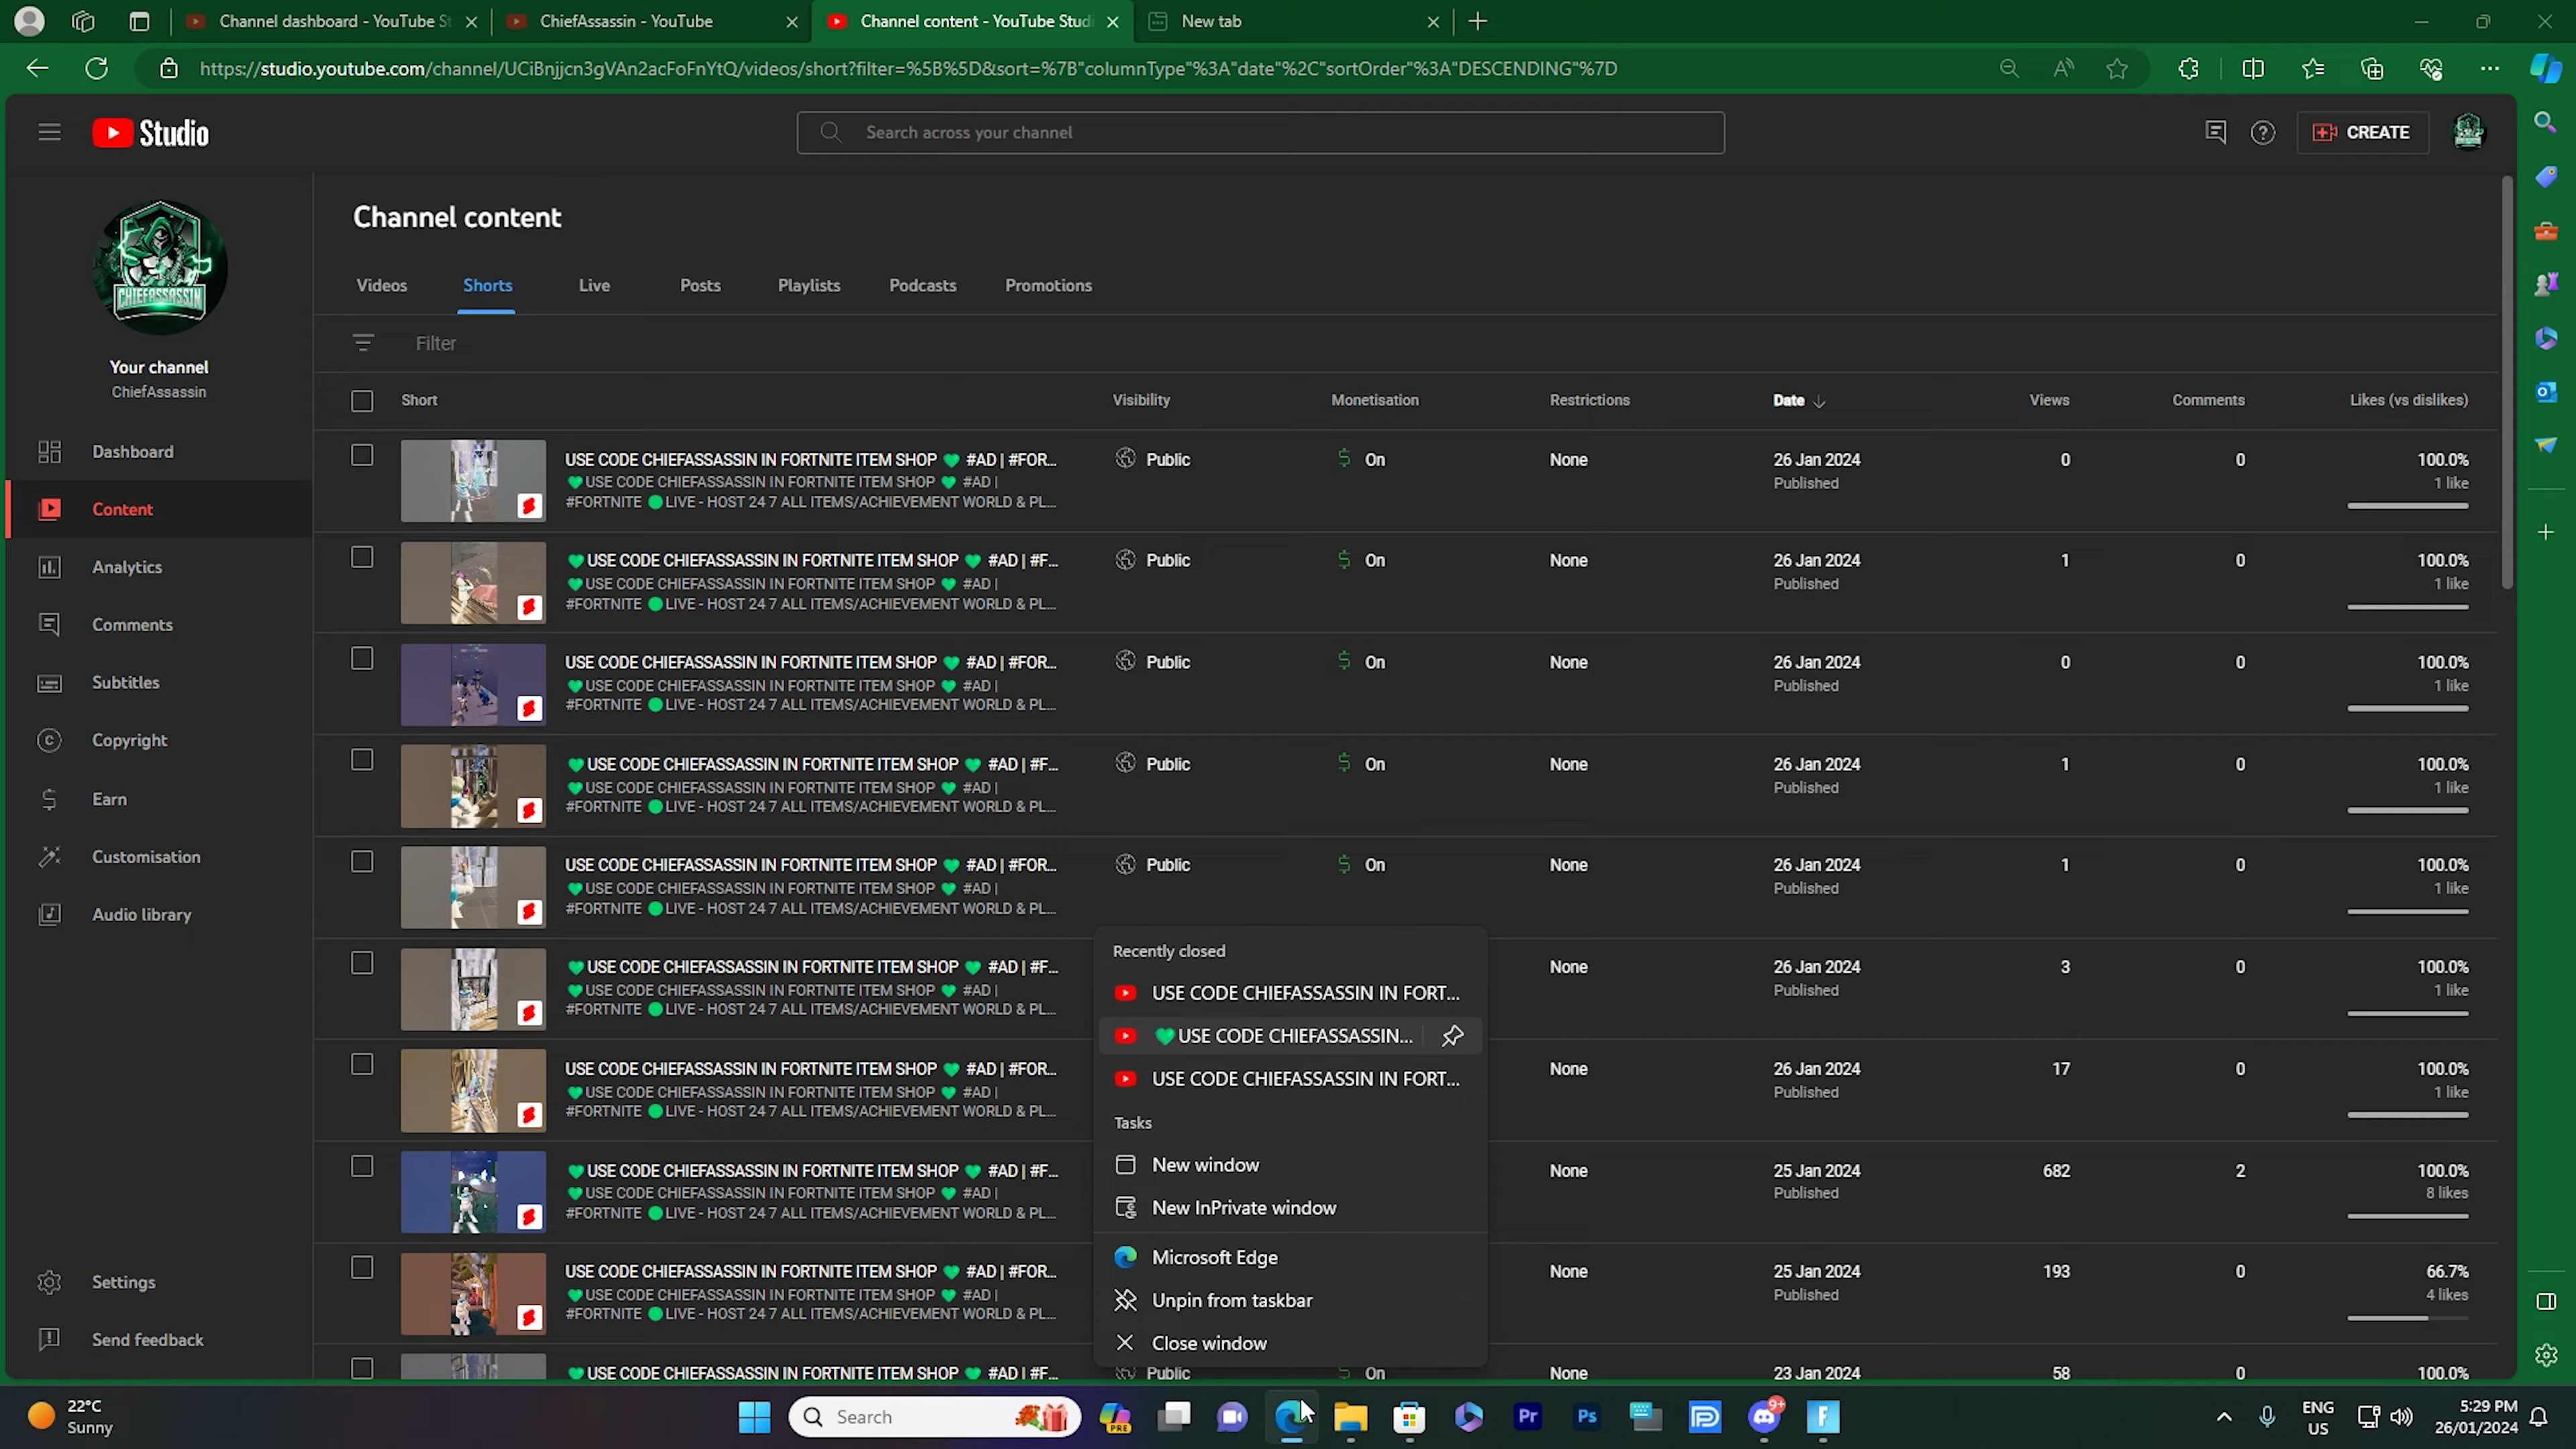 Channel dashboard - YouTube St
ChiefAssassin - YouTube
Channel content - YouTube Studi
New tab
https://studio.youtube.com/channel/UCiBnjjcn3gVAn2acFoFnYtQ/videos/short?filter=%5B%5D&sort=%7B"columnType"%3A"date"%2C"sortOrder"%3A"DESCENDING"%7D
Studio
Search across your channel
CREATE
CHIEFASSASSIN
Your channel
ChiefAssassin
Dashboard
Content
Analytics
Comments
Subtitles
Copyright
Earn
Customisation
Audio library
Settings
Send feedback
Channel content
Videos Shorts Live Posts Playlists Podcasts Promotions
Filter
Short Visibility Monetisation Restrictions Date Views Comments Likes (vs dislikes)
USE CODE CHIEFASSASSIN IN FORTNITE ITEM SHOP 💚 #AD | #FOR... Public On None 26 Jan 2024 0 0 100.0%
💚USE CODE CHIEFASSASSIN IN FORTNITE ITEM SHOP 💚 #AD | Published 1 like
#FORTNITE 🟢LIVE - HOST 24 7 ALL ITEMS/ACHIEVEMENT WORLD & PL...
💚USE CODE CHIEFASSASSIN IN FORTNITE ITEM SHOP 💚 #AD | #F... Public On None 26 Jan 2024 1 0 100.0%
💚USE CODE CHIEFASSASSIN IN FORTNITE ITEM SHOP 💚 #AD | Published 1 like
#FORTNITE 🟢LIVE - HOST 24 7 ALL ITEMS/ACHIEVEMENT WORLD & PL...
USE CODE CHIEFASSASSIN IN FORTNITE ITEM SHOP 💚 #AD | #FOR... Public On None 26 Jan 2024 0 0 100.0%
💚USE CODE CHIEFASSASSIN IN FORTNITE ITEM SHOP 💚 #AD | Published 1 like
#FORTNITE 🟢LIVE - HOST 24 7 ALL ITEMS/ACHIEVEMENT WORLD & PL...
💚USE CODE CHIEFASSASSIN IN FORTNITE ITEM SHOP 💚 #AD | #F... Public On None 26 Jan 2024 1 0 100.0%
💚USE CODE CHIEFASSASSIN IN FORTNITE ITEM SHOP 💚 #AD | Published 1 like
#FORTNITE 🟢LIVE - HOST 24 7 ALL ITEMS/ACHIEVEMENT WORLD & PL...
USE CODE CHIEFASSASSIN IN FORTNITE ITEM SHOP 💚 #AD | #FOR... Public On None 26 Jan 2024 1 0 100.0%
💚USE CODE CHIEFASSASSIN IN FORTNITE ITEM SHOP 💚 #AD | Published 1 like
#FORTNITE 🟢LIVE - HOST 24 7 ALL ITEMS/ACHIEVEMENT WORLD & PL...
💚USE CODE CHIEFASSASSIN IN FORTNITE ITEM SHOP 💚 #AD | #F... None 26 Jan 2024 3 0 100.0%
💚USE CODE CHIEFASSASSIN IN FORTNITE ITEM SHOP 💚 #AD | Published 1 like
#FORTNITE 🟢LIVE - HOST 24 7 ALL ITEMS/ACHIEVEMENT WORLD & PL...
USE CODE CHIEFASSASSIN IN FORTNITE ITEM SHOP 💚 #AD | #FOR... None 26 Jan 2024 17 0 100.0%
💚USE CODE CHIEFASSASSIN IN FORTNITE ITEM SHOP 💚 #AD | Published 1 like
#FORTNITE 🟢LIVE - HOST 24 7 ALL ITEMS/ACHIEVEMENT WORLD & PL...
💚USE CODE CHIEFASSASSIN IN FORTNITE ITEM SHOP 💚 #AD | #F... None 25 Jan 2024 682 2 100.0%
💚USE CODE CHIEFASSASSIN IN FORTNITE ITEM SHOP 💚 #AD | Published 8 likes
#FORTNITE 🟢LIVE - HOST 24 7 ALL ITEMS/ACHIEVEMENT WORLD & PL...
USE CODE CHIEFASSASSIN IN FORTNITE ITEM SHOP 💚 #AD | #FOR... None 25 Jan 2024 193 0 66.7%
💚USE CODE CHIEFASSASSIN IN FORTNITE ITEM SHOP 💚 #AD | Published 4 likes
#FORTNITE 🟢LIVE - HOST 24 7 ALL ITEMS/ACHIEVEMENT WORLD & PL...
💚USE CODE CHIEFASSASSIN IN FORTNITE ITEM SHOP 💚 #AD | #F... Public On None 23 Jan 2024 58 0 100.0%
Recently closed
USE CODE CHIEFASSASSIN IN FORT...
💚USE CODE CHIEFASSASSIN...
USE CODE CHIEFASSASSIN IN FORT...
Tasks
New window
New InPrivate window
Microsoft Edge
Unpin from taskbar
Close window
22°C
Sunny
Search
PRE
Pr
Ps
9+
ENG
US
5:29 PM
26/01/2024